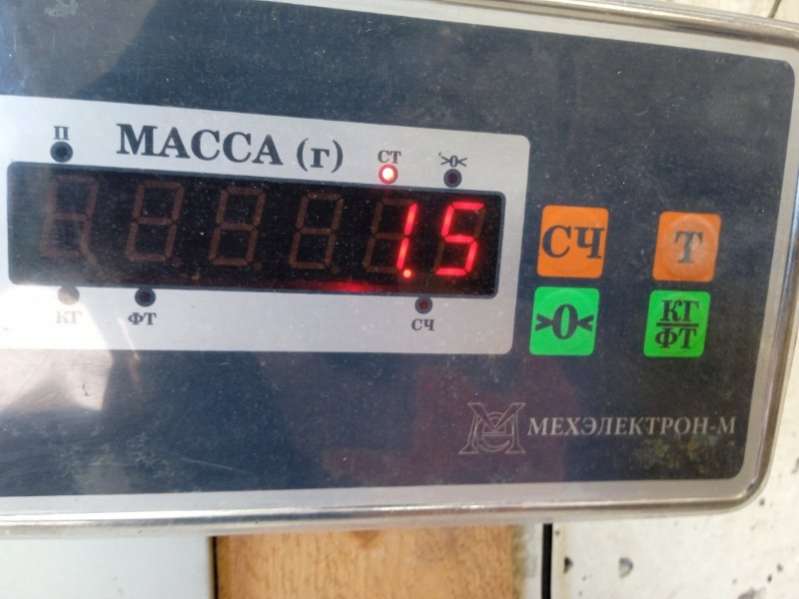 П
МАССА (г)
СТ
>0<
1.5
КГ
ФТ
СЧ
СЧ
Т
>0<
КГ
ФТ
МЕХЭЛЕКТРОН-М